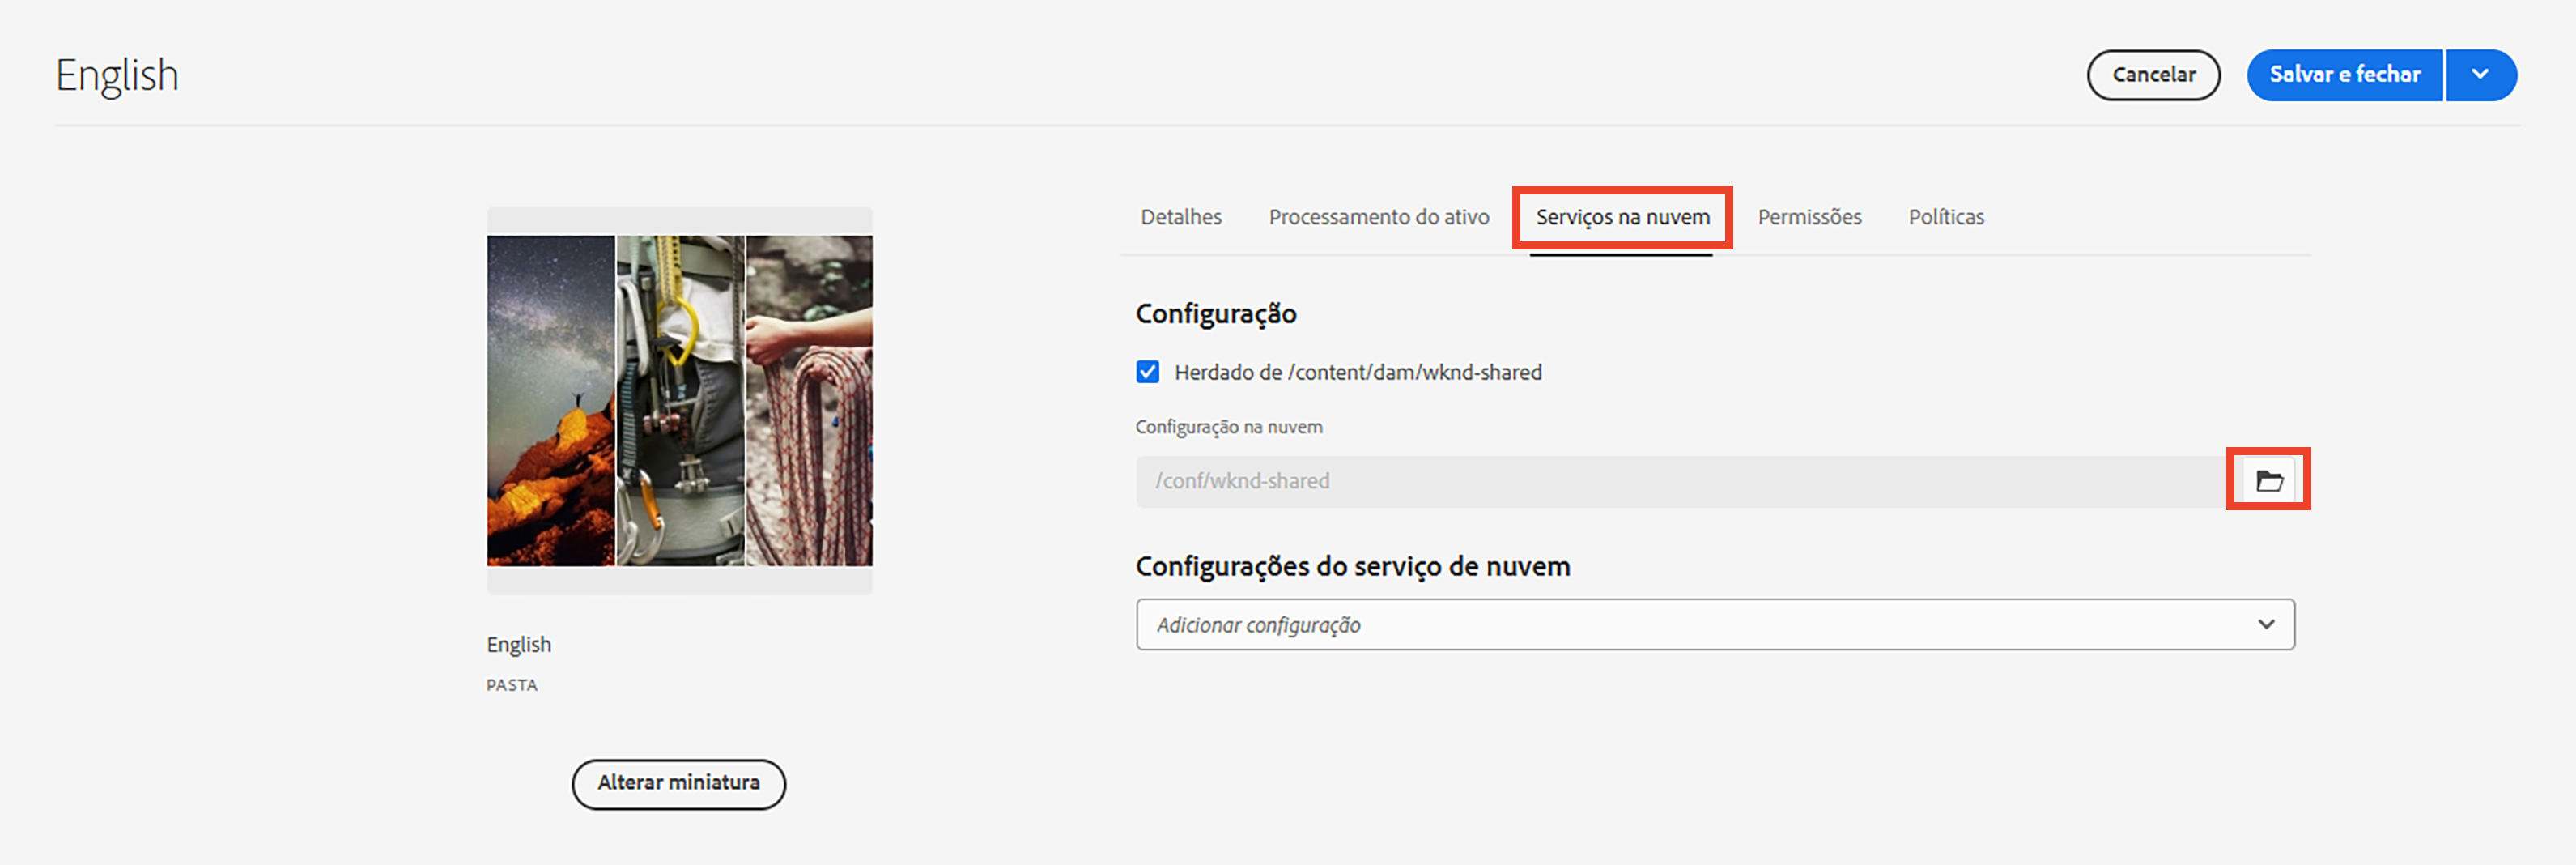 English
Cancelar
Salvar e fechar
Detalhes
Processamento do ativo
Serviços na nuvem
Permissões
Políticas
Configuração
Herdado de /content/dam/wknd-shared
Configuração na nuvem
/conf/wknd-shared
Configurações do serviço de nuvem
Adicionar configuração
English
PASTA
Alterar miniatura